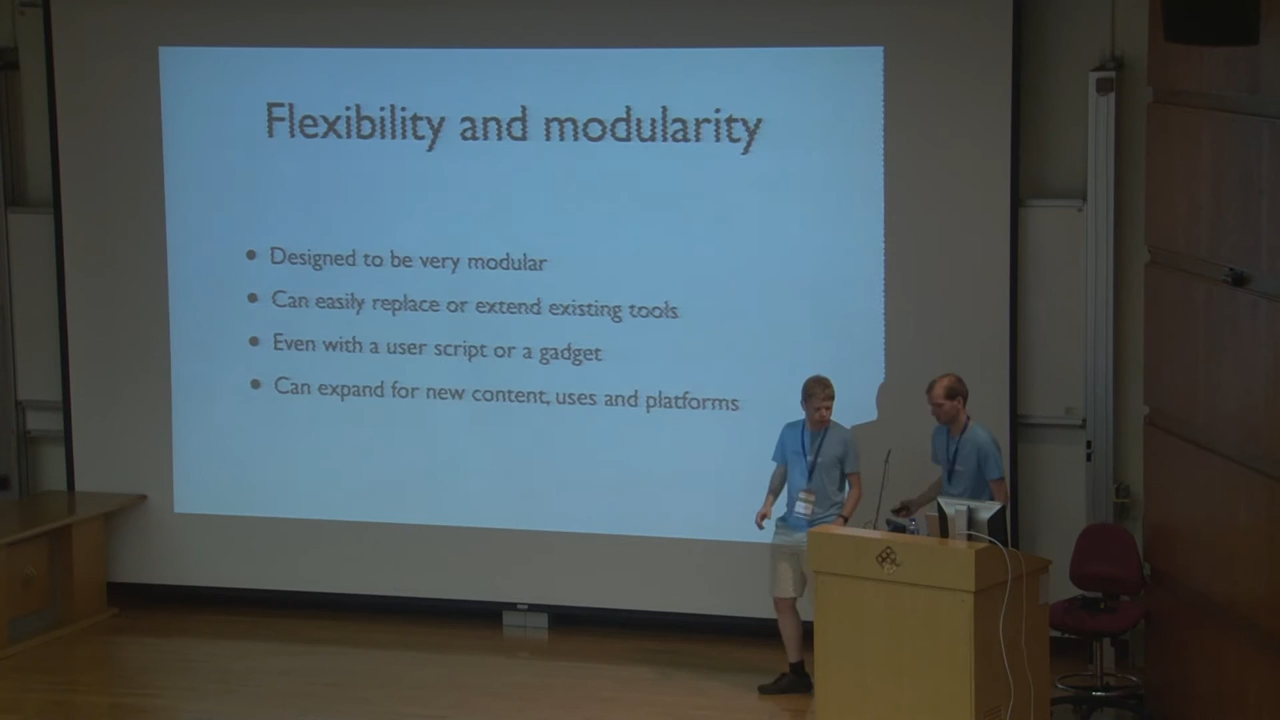 Flexibility and modularity
• Designed to be very modular
• Can easily replace or extend existing tools
• Even with a user script or a gadget
• Can expand for new content, uses and platforms